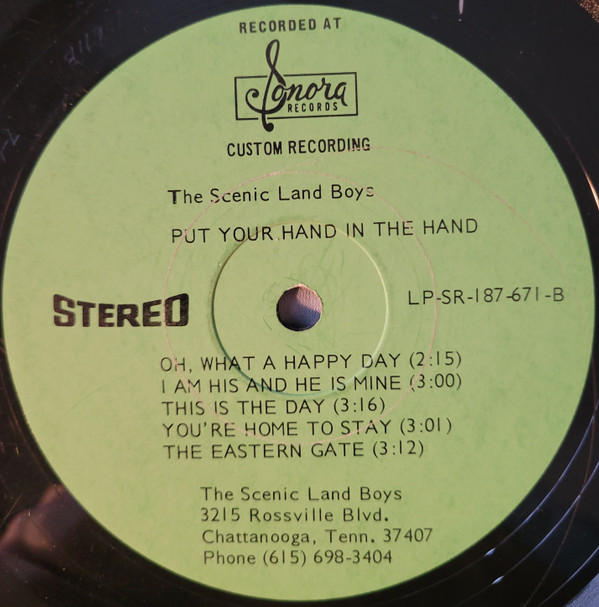 RECORDED AT
Sonora
RECORDS
CUSTOM RECORDING
The Scenic Land Boys
PUT YOUR HAND IN THE HAND
STEREO
LP-SR-187-671-B
OH, WHAT A HAPPY DAY (2:15)
I AM HIS AND HE IS MINE (3:00)
THIS IS THE DAY (3:16)
YOU'RE HOME TO STAY (3:01)
THE EASTERN GATE (3:12)
The Scenic Land Boys
3215 Rossville Blvd.
Chattanooga, Tenn. 37407
Phone (615) 698-3404